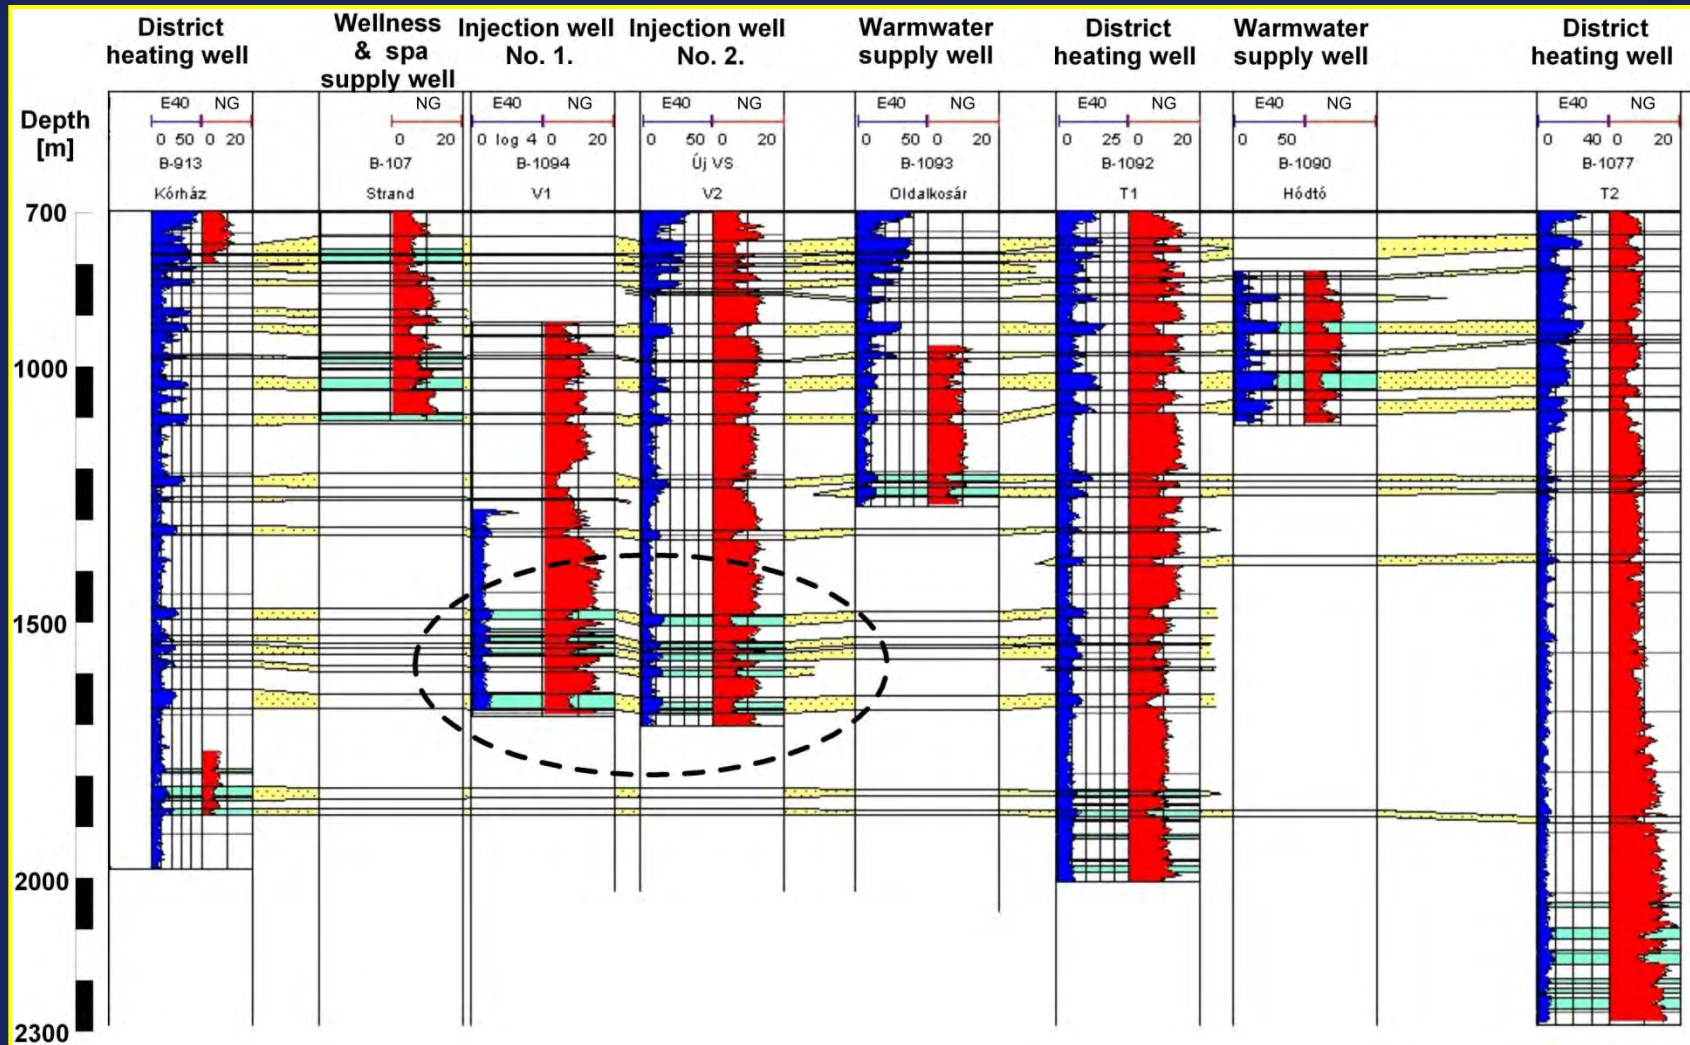 District
heating well
Wellness
& spa
supply well
Injection well
No. 1.
Injection well
No. 2.
Warmwater
supply well
District
heating well
Warmwater
supply well
District
heating well
Depth
[m]
E40 NG
0 50 0 20
B-913
Kórház
NG
0 20
B-107
Strand
E40 NG
0 log 4 0 20
B-1094
V1
E40 NG
0 50 0 20
Új VS
V2
E40 NG
0 50 0 20
B-1093
Oldalkosár
E40 NG
0 25 0 20
B-1092
T1
E40 NG
0 50
B-1090
Hódtó
E40 NG
0 40 0 20
B-1077
T2
700
1000
1500
2000
2300